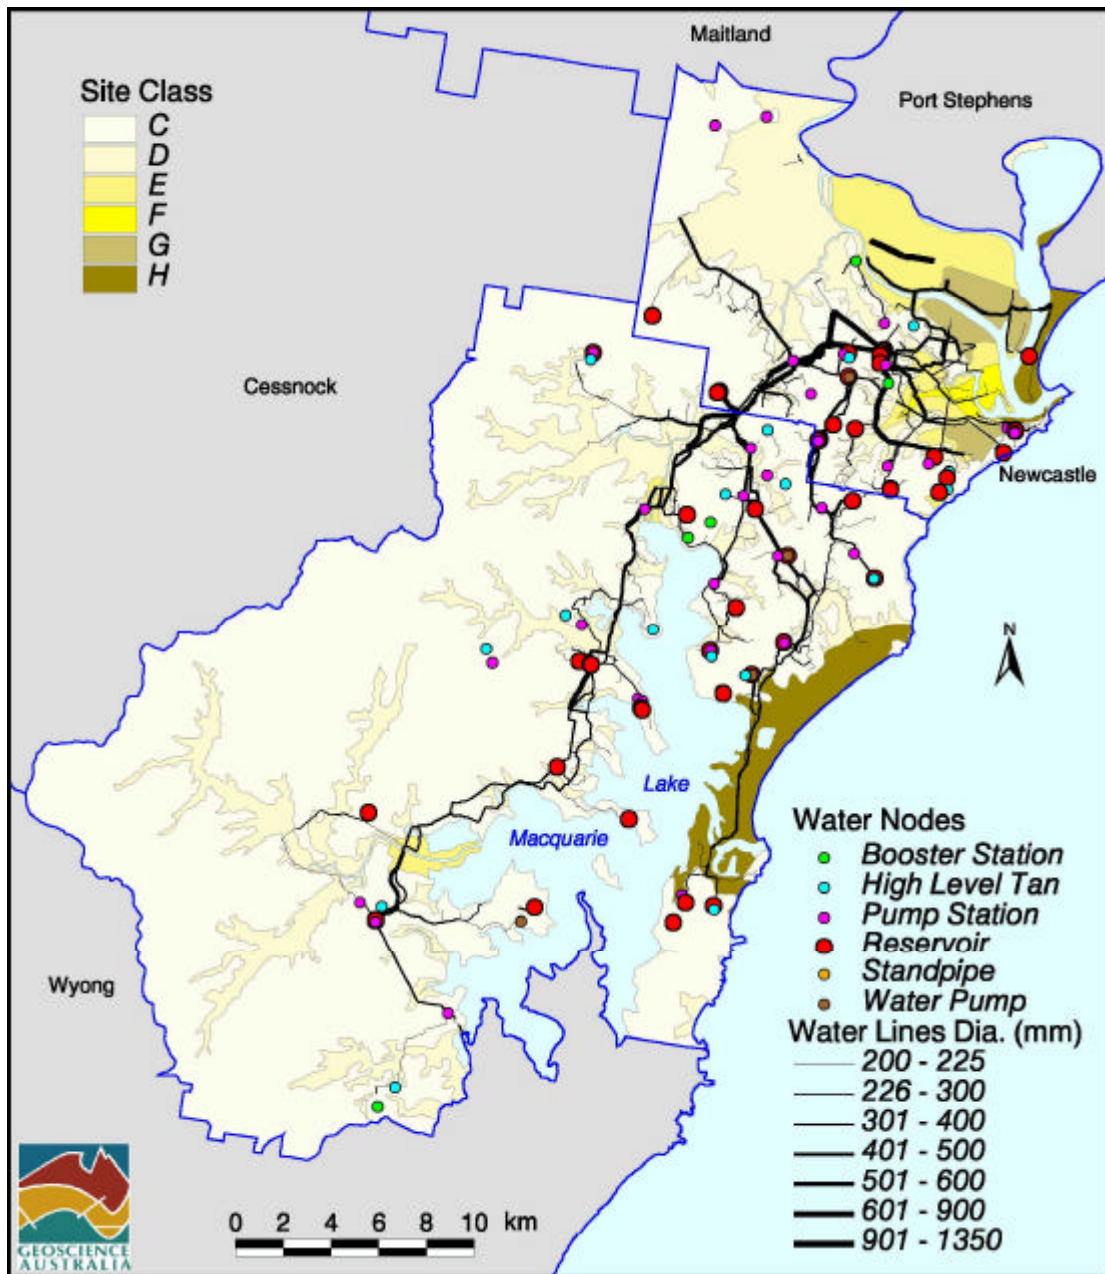 Maitland
Port Stephens
Site Class
C
D
E
F
G
H
Cessnock
Newcastle
N
Lake
Macquarie
Wyong
Water Nodes
Booster Station
High Level Tan
Pump Station
Reservoir
Standpipe
Water Pump
Water Lines Dia. (mm)
200 - 225
226 - 300
301 - 400
401 - 500
501 - 600
601 - 900
901 - 1350
0 2 4 6 8 10 km
GEOSCIENCE
AUSTRALIA